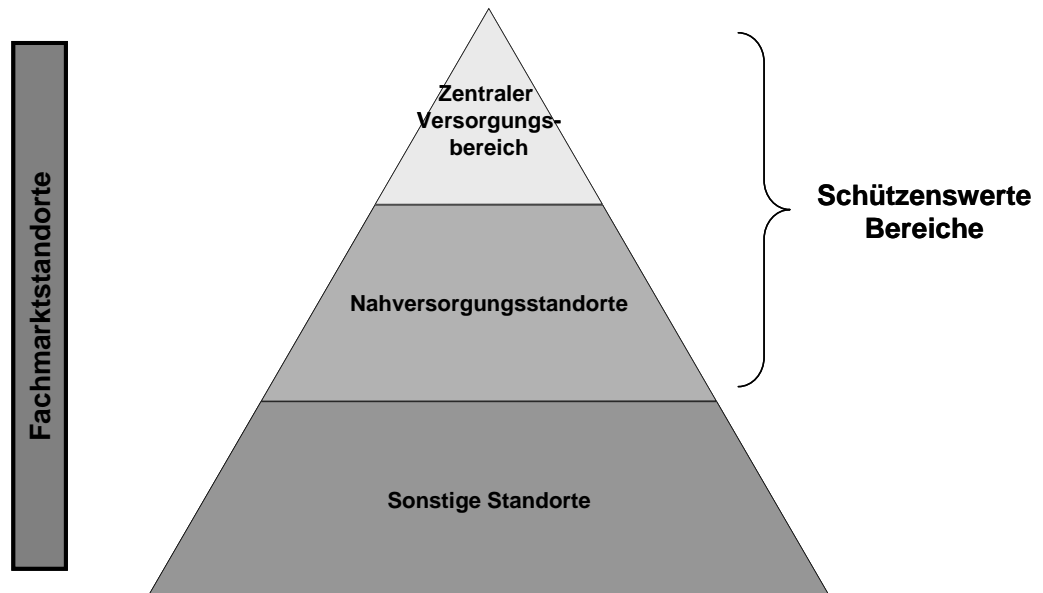 Fachmarktstandorte
Zentraler
Versorgungs-
bereich
Nahversorgungsstandorte
Sonstige Standorte
Schützenswerte
Bereiche